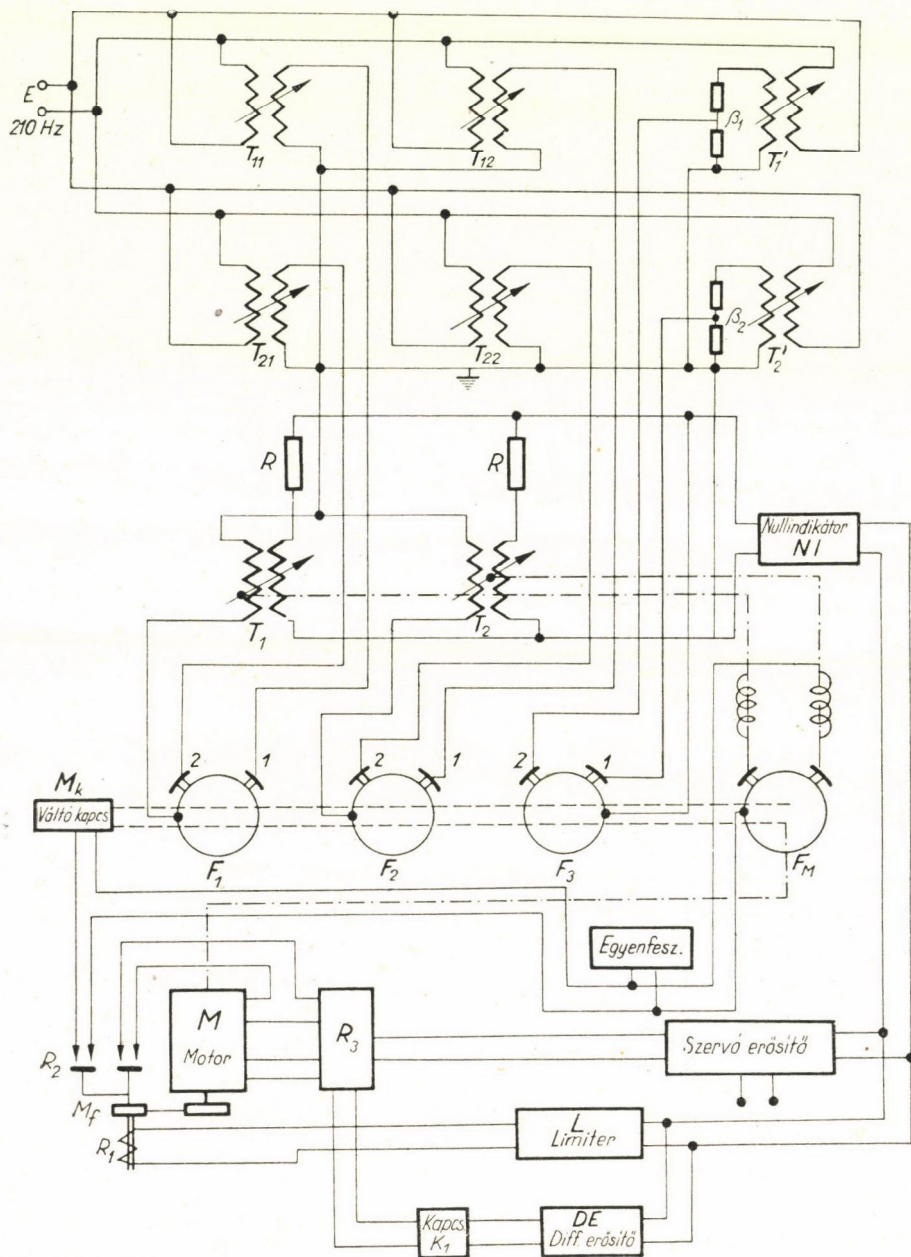 E
210 Hz
T11
T12
β1
T1'
T21
T22
β2
T2'
R
R
Nullindikátor
NI
T1
T2
2
1
2
1
2
1
Mk
Váltó kapcs
F1
F2
F3
FM
Egyenfesz.
M
Motor
R3
Szervó erősítő
R2
Mf
R1
L
Limiter
Kapcs.
K1
DE
Diff. erősítő